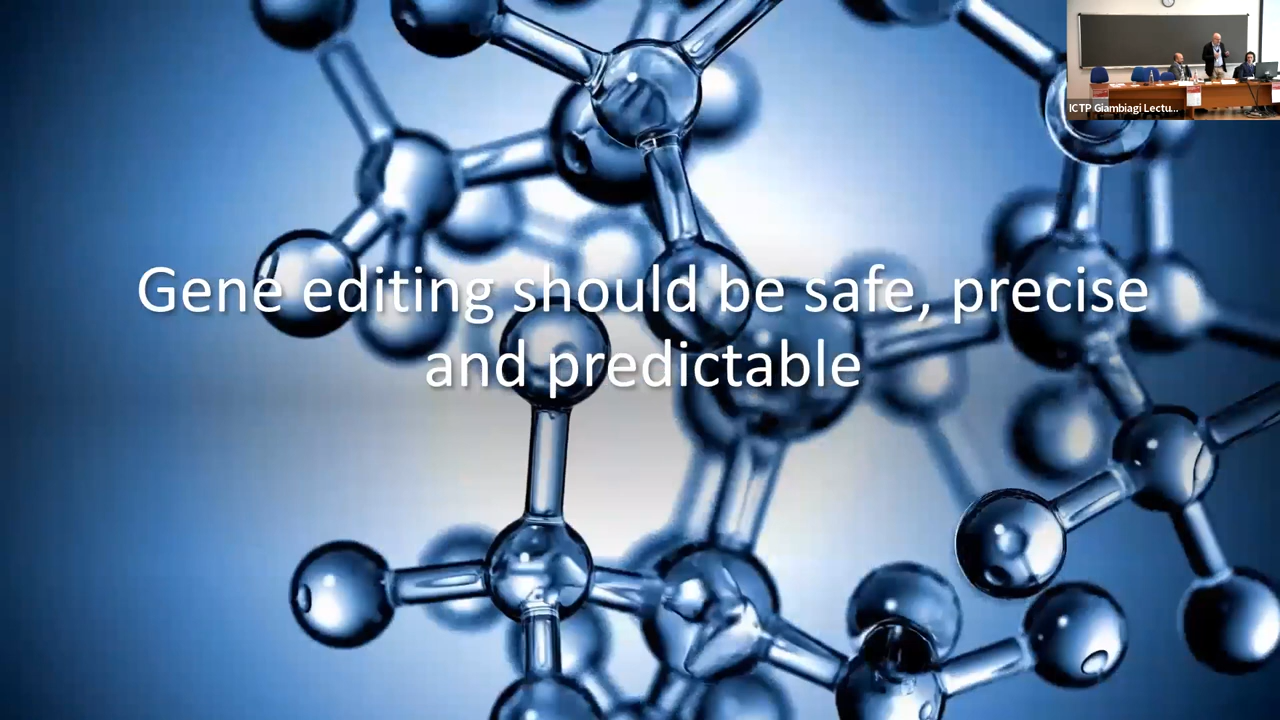 ICTP Giambiagi Lectu...
Gene editing should be safe, precise
and predictable